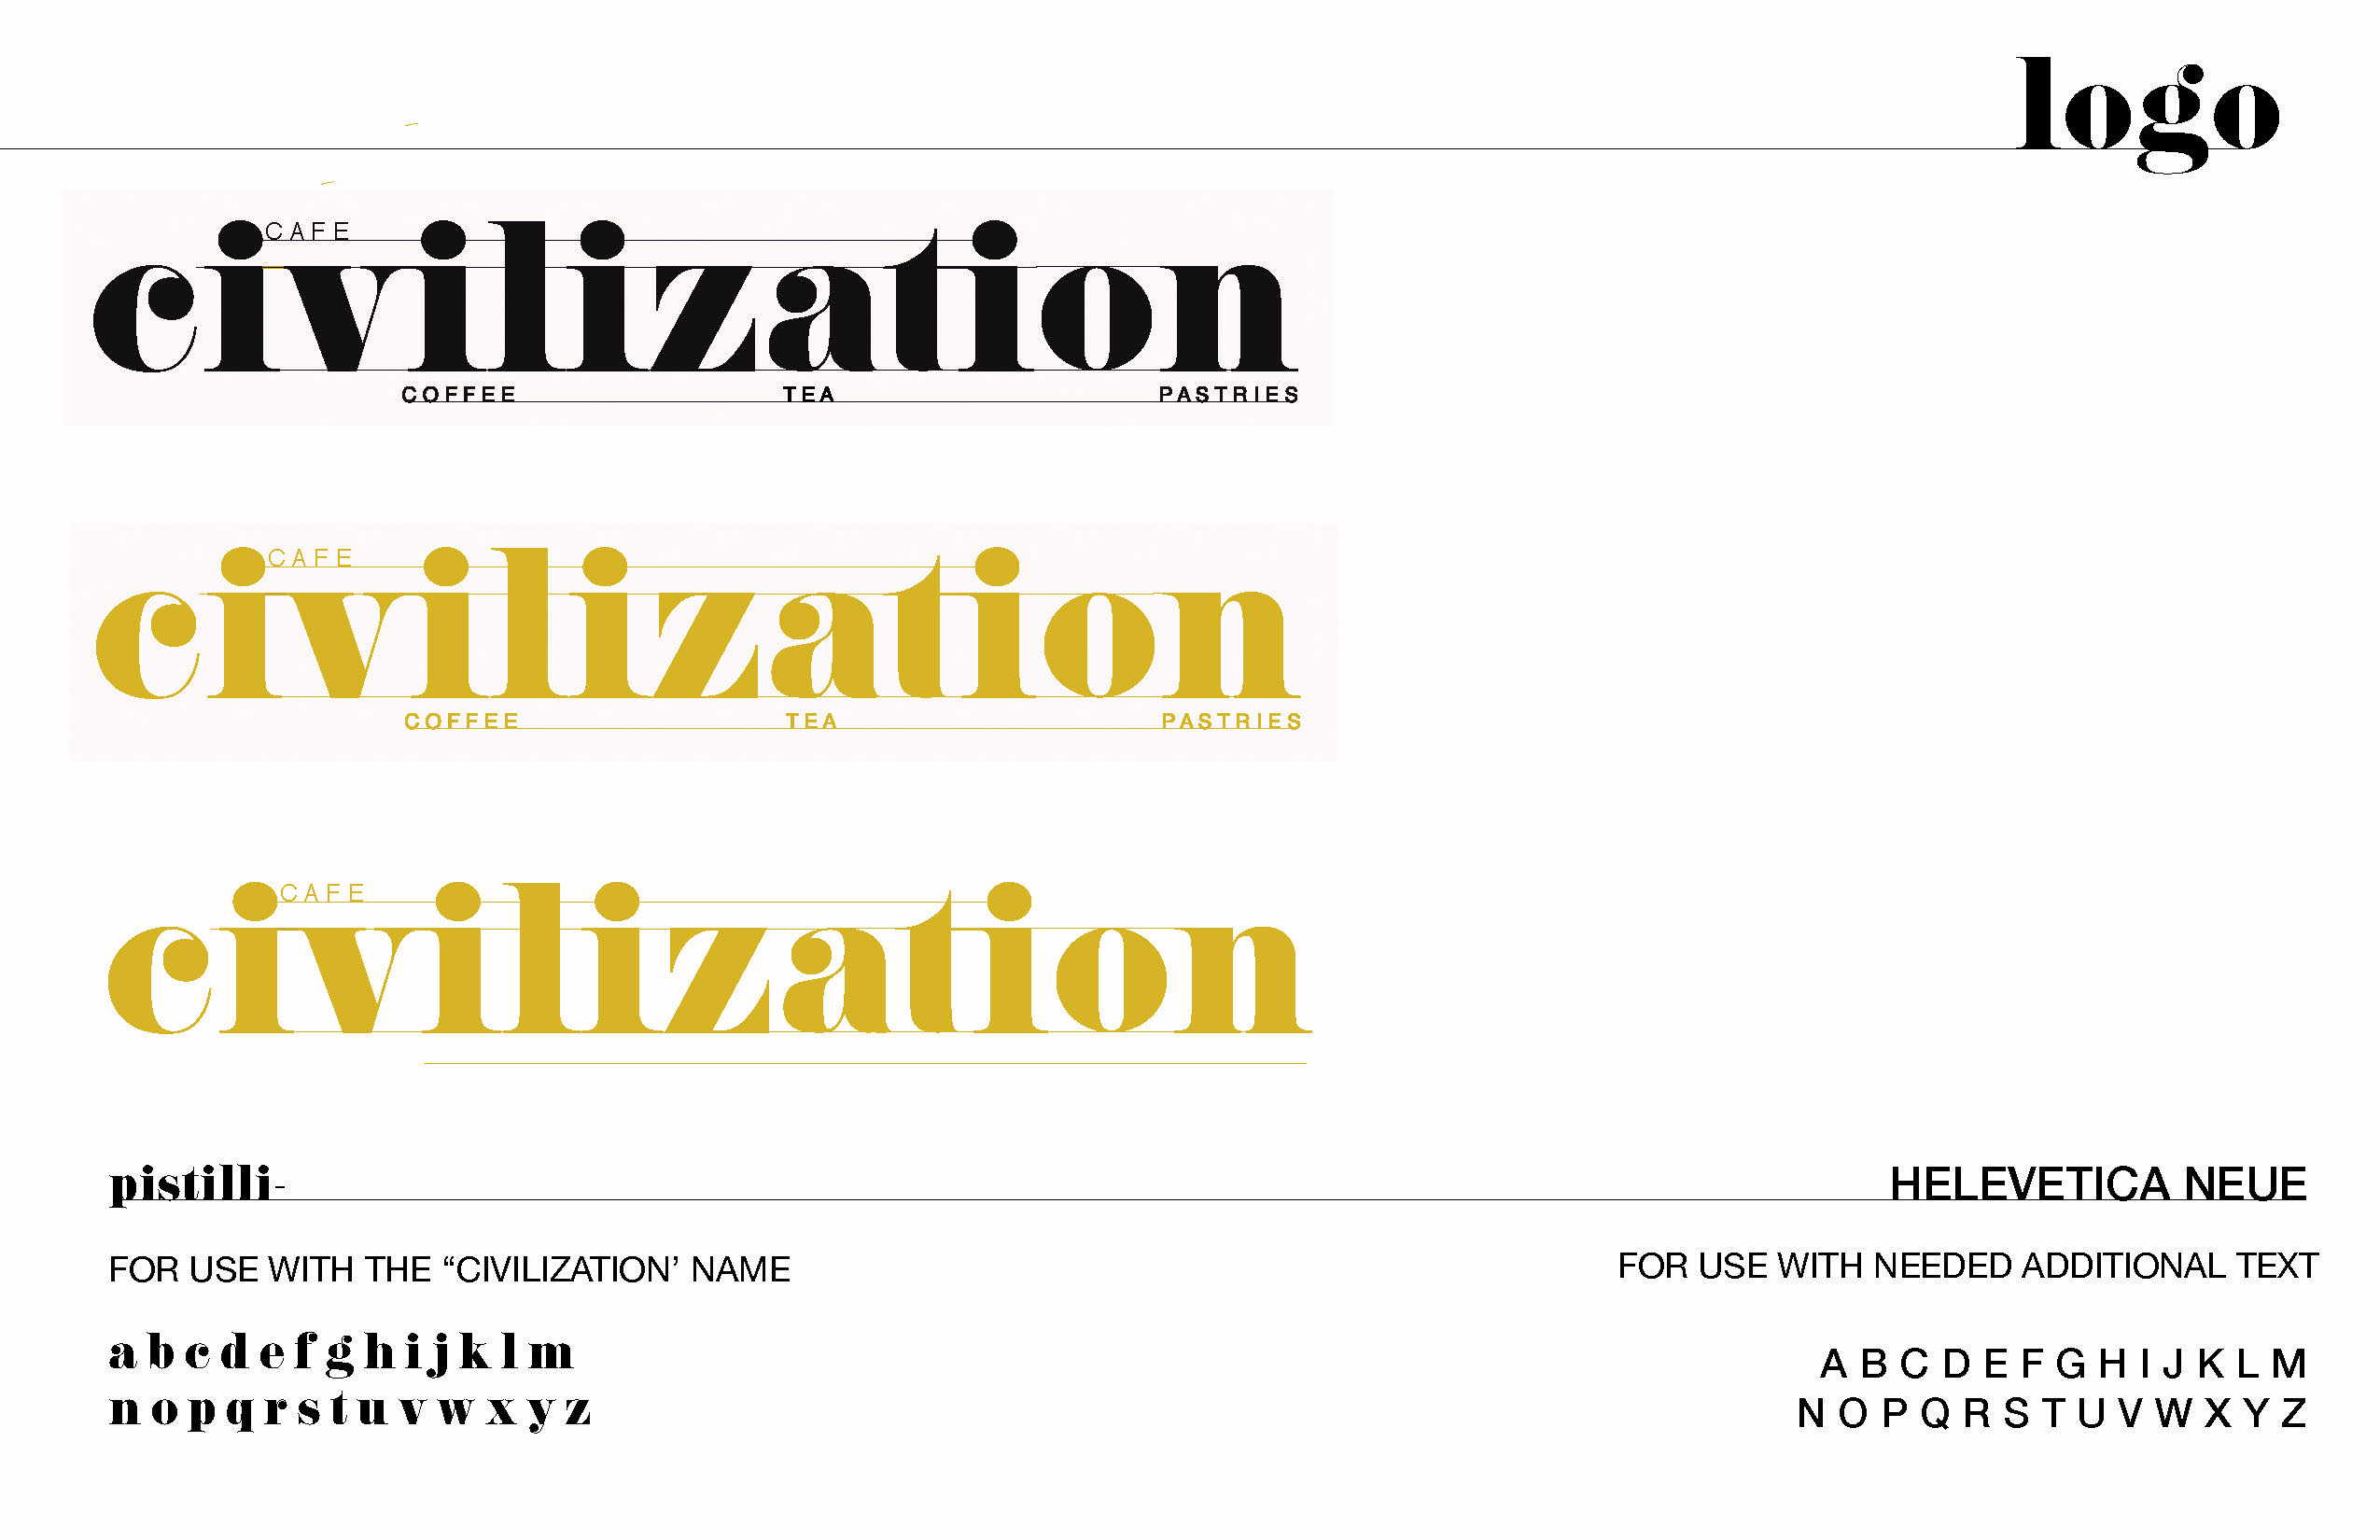 logo
CAFE
civilization
COFFEE TEA PASTRIES
CAFE
civilization
COFFEE TEA PASTRIES
CAFE
civilization
pistilli- HELEVETICA NEUE
FOR USE WITH THE “CIVILIZATION’ NAME FOR USE WITH NEEDED ADDITIONAL TEXT
a b c d e f g h i j k l m A B C D E F G H I J K L M
n o p q r s t u v w x y z N O P Q R S T U V W X Y Z